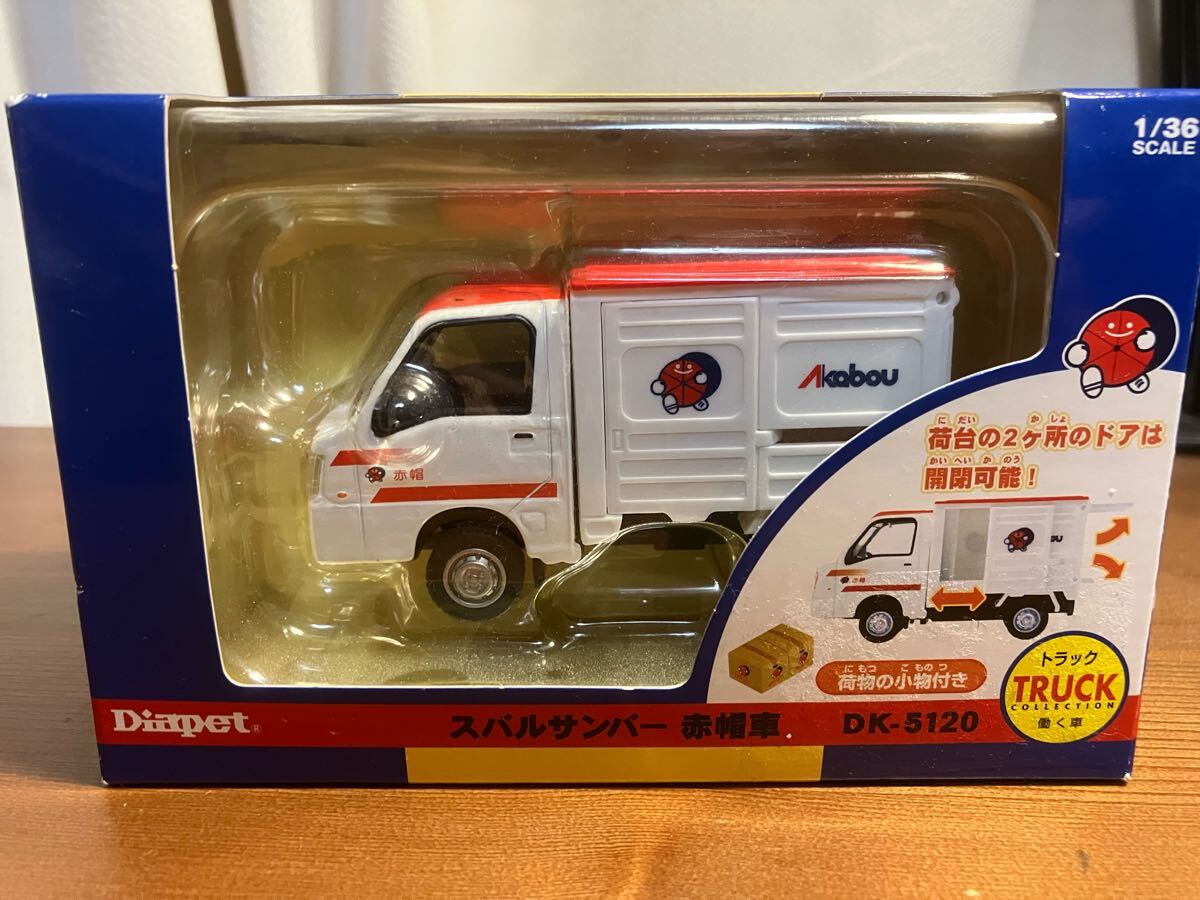 1/36
SCALE
Akabou
赤帽
にだい かしょ
荷台の2ヶ所のドアは
かいへいかのう
開閉可能！
にもつ こものつ
荷物の小物付き
トラック
TRUCK
COLLECTION
働く車
Diapet®
スバルサンバー 赤帽車 DK-5120